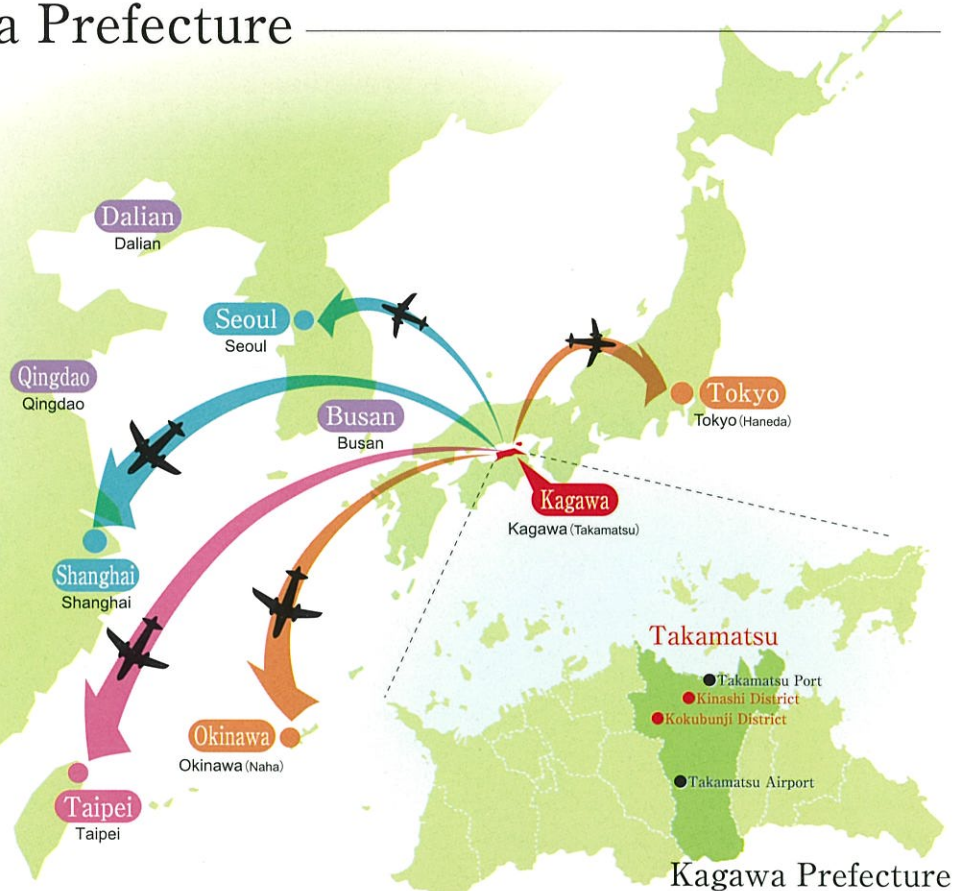 a Prefecture
Dalian
Dalian
Seoul
Seoul
Qingdao
Qingdao
Busan
Busan
Tokyo
Tokyo (Haneda)
Kagawa
Kagawa (Takamatsu)
Shanghai
Shanghai
Okinawa
Okinawa (Naha)
Taipei
Taipei
Takamatsu
Takamatsu Port
Kinashi District
Kokubunji District
Takamatsu Airport
Kagawa Prefecture